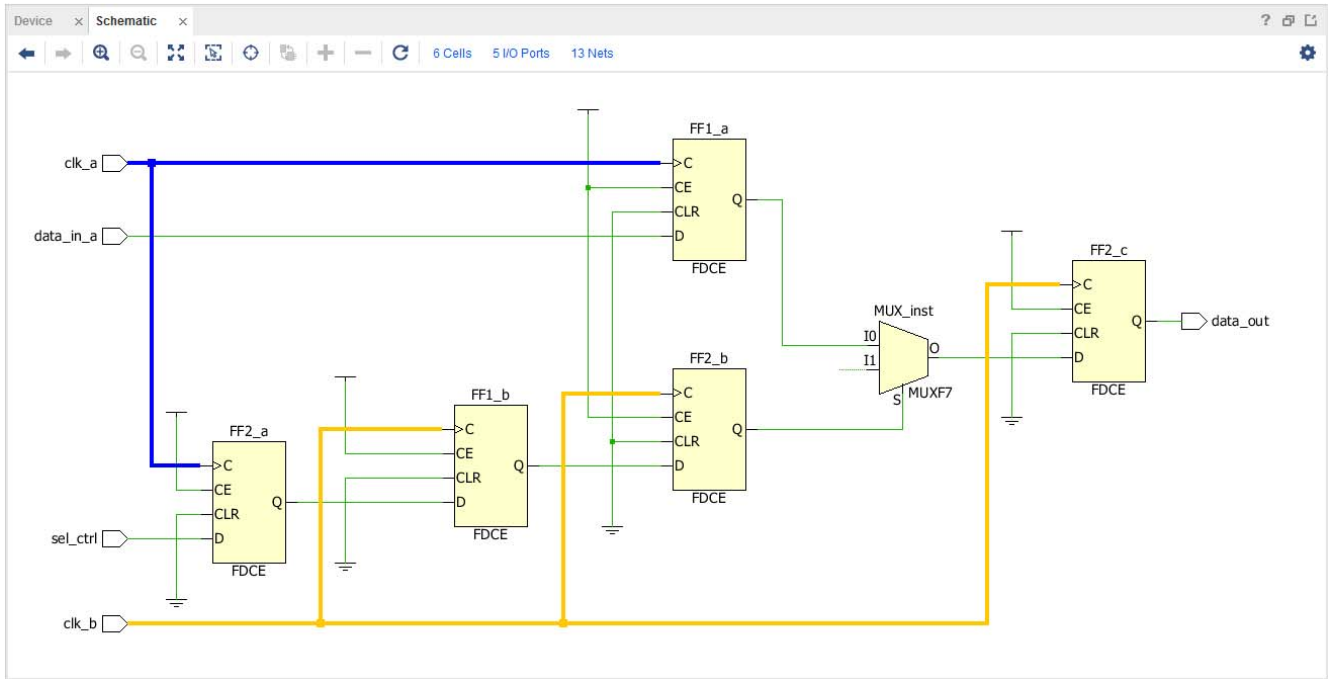 Device × Schematic ×
6 Cells 5 I/O Ports 13 Nets
FF1_a
clk_a
C
CE
CLR
D
Q
FDCE
data_in_a
FF2_c
C
CE
CLR
D
Q
FDCE
data_out
MUX_inst
I0
I1
O
S
MUXF7
FF2_b
C
CE
CLR
D
Q
FDCE
FF1_b
C
CE
CLR
D
Q
FDCE
FF2_a
C
CE
CLR
D
Q
FDCE
sel_ctrl
clk_b